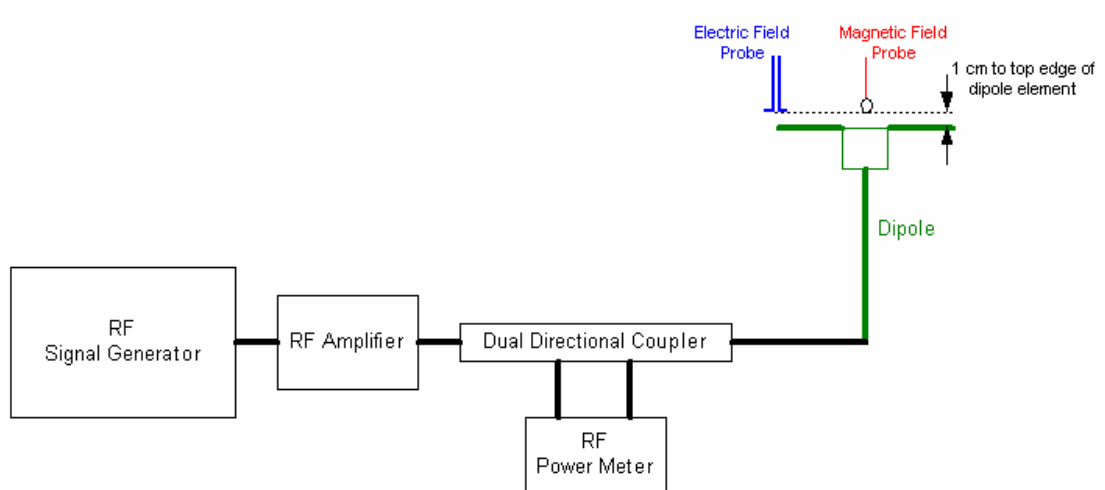 Electric Field
Probe
Magnetic Field
Probe
1 cm to top edge of
dipole element
Dipole
RF
Signal Generator
RF Amplifier
Dual Directional Coupler
RF
Power Meter